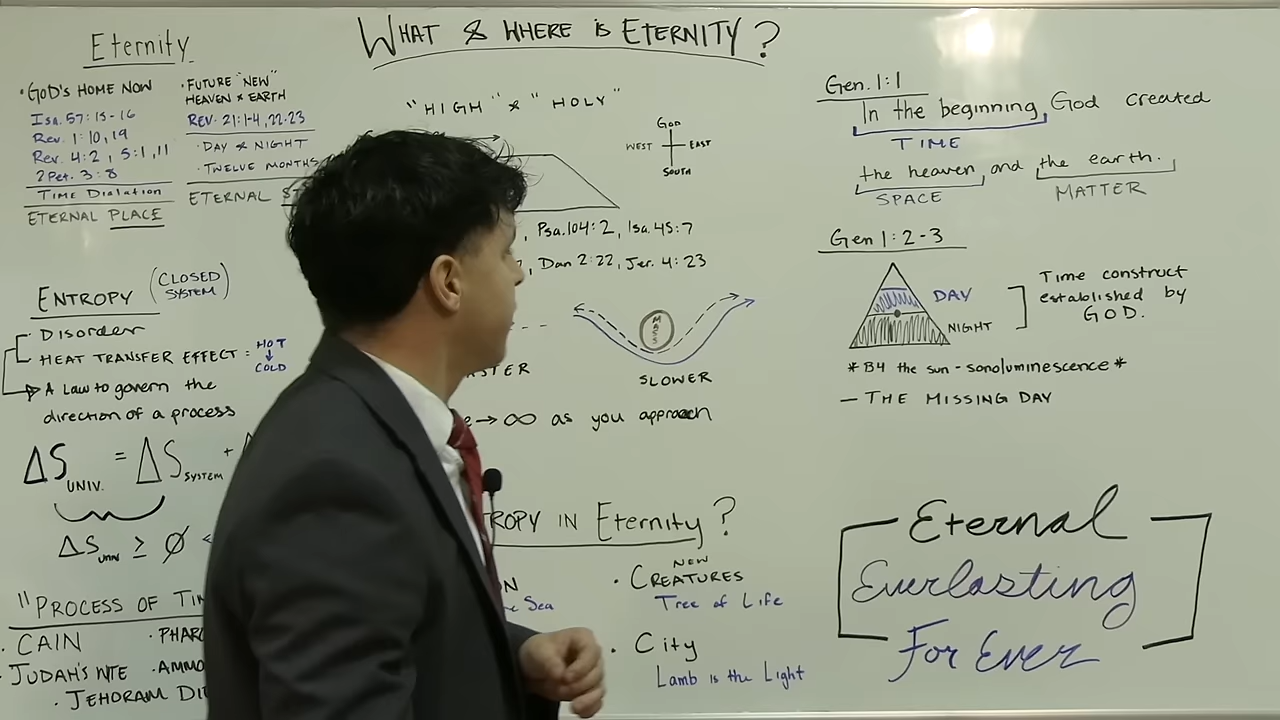 WHAT & WHERE IS ETERNITY?
Eternity
• GOD'S HOME NOW
Isa. 57:15-16
Rev. 1:10, 19
Rev. 4:2, 5:1, 11
2 Pet. 3:8
TIME DIALATION
ETERNAL PLACE
• FUTURE "NEW"
HEAVEN & EARTH
REV. 21:1-4, 22-23
• DAY & NIGHT
• TWELVE MONTHS
ETERNAL
"HIGH" & "HOLY"
GOD
WEST EAST
SOUTH
, Psa. 104:2, Isa. 45:7
, Dan 2:22, Jer. 4:23
MASS
SLOWER
→ ∞ as you approach
ENTROPY (CLOSED SYSTEM)
Disorder
HEAT TRANSFER EFFECT : HOT ↓ COLD
A law to govern the
direction of a process
ΔS UNIV. = ΔS SYSTEM +
ΔS UNIV ≥ Ø
"PROCESS OF
• CAIN
JUDAH'S WIFE
• JEHORAM
IN Eternity?
Sea
• NEW CREATURES
Tree of Life
• City
Lamb is the Light
Gen. 1:1
In the beginning, God created
TIME
the heaven, and the earth.
SPACE MATTER
Gen 1:2-3
DAY
NIGHT
Time construct
established by
GOD.
* B4 the sun - sonoluminescence *
— THE MISSING DAY
Eternal
Everlasting
For Ever